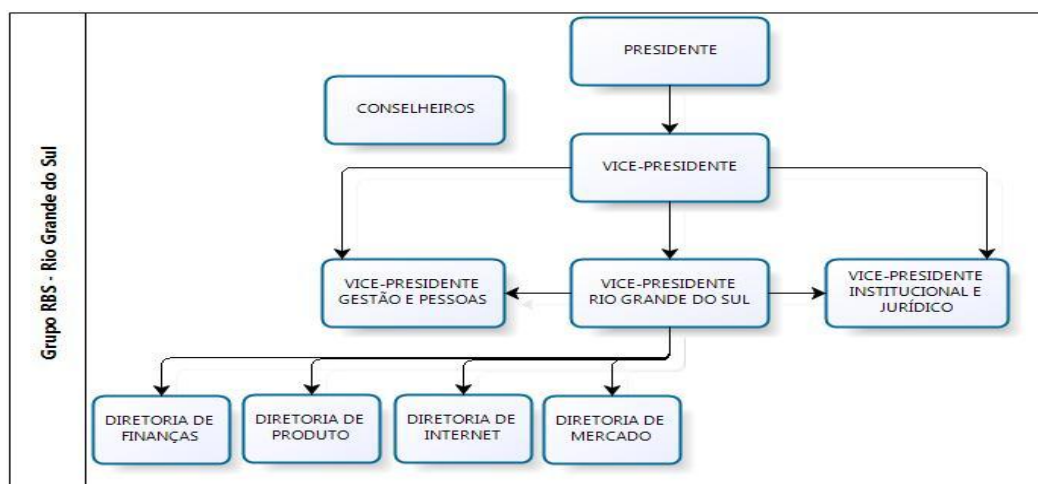 Grupo RBS - Rio Grande do Sul
PRESIDENTE
CONSELHEIROS
VICE-PRESIDENTE
VICE-PRESIDENTE
GESTÃO E PESSOAS
VICE-PRESIDENTE
RIO GRANDE DO SUL
VICE-PRESIDENTE
INSTITUCIONAL E
JURÍDICO
DIRETORIA DE
FINANÇAS
DIRETORIA DE
PRODUTO
DIRETORIA DE
INTERNET
DIRETORIA DE
MERCADO